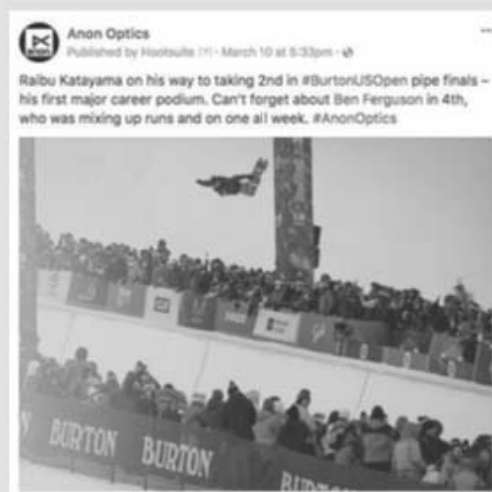 Anon Optics
Published by Hootsuite [?] · March 10 at 5:33pm ·
Raibu Katayama on his way to taking 2nd in #BurtonUSOpen pipe finals –
his first major career podium. Can't forget about Ben Ferguson in 4th,
who was mixing up runs and on one all week. #AnonOptics
BURTON
BURTON
BURTON